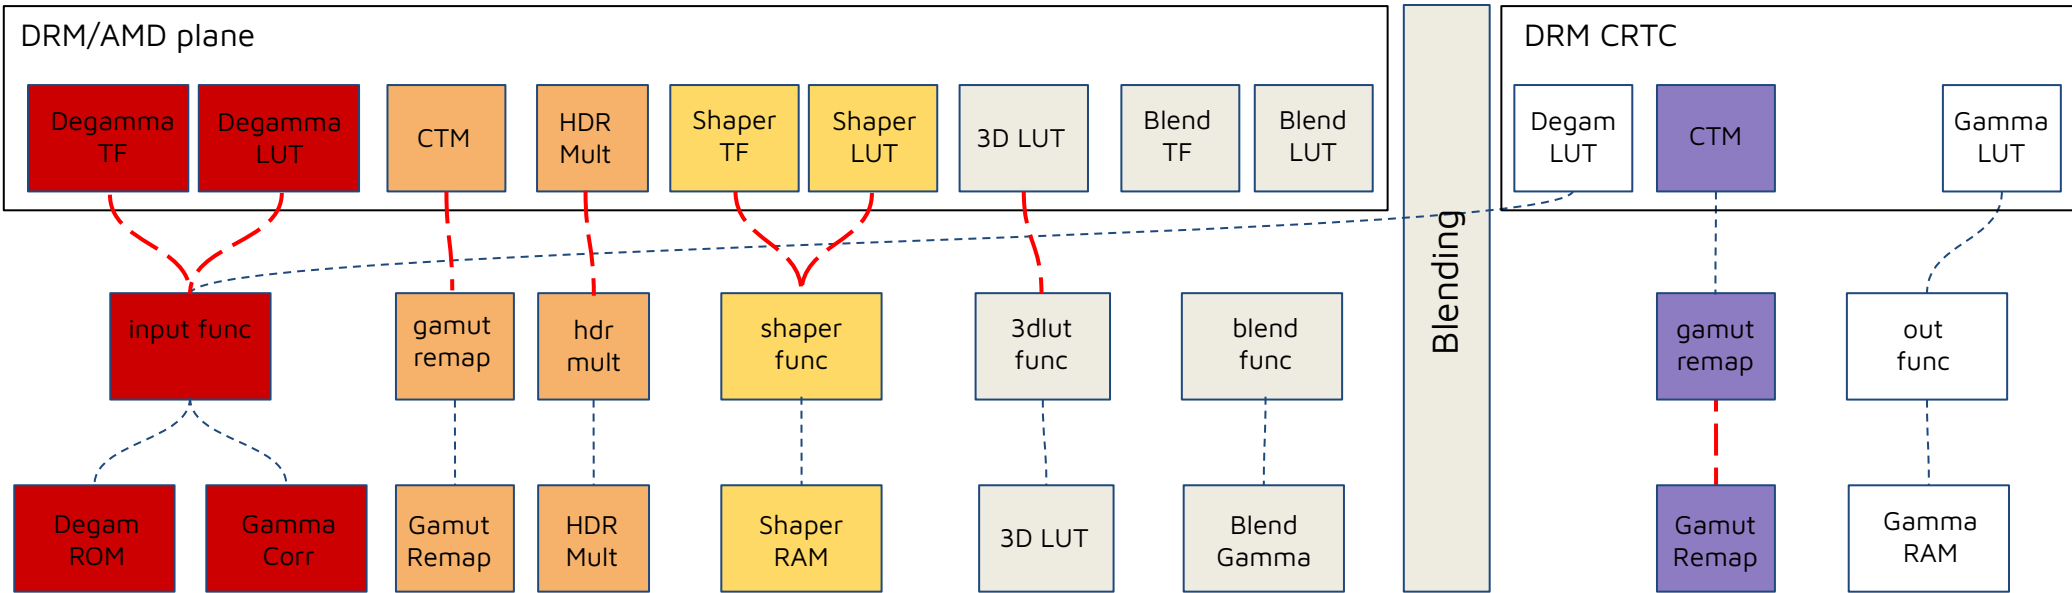 DRM/AMD plane
DRM CRTC
Degamma
TF
Degamma
LUT
CTM
HDR
Mult
Shaper
TF
Shaper
LUT
3D LUT
Blend
TF
Blend
LUT
Degam
LUT
CTM
Gamma
LUT
Blending
input func
gamut
remap
hdr
mult
shaper
func
3dlut
func
blend
func
gamut
remap
out
func
Degam
ROM
Gamma
Corr
Gamut
Remap
HDR
Mult
Shaper
RAM
3D LUT
Blend
Gamma
Gamut
Remap
Gamma
RAM